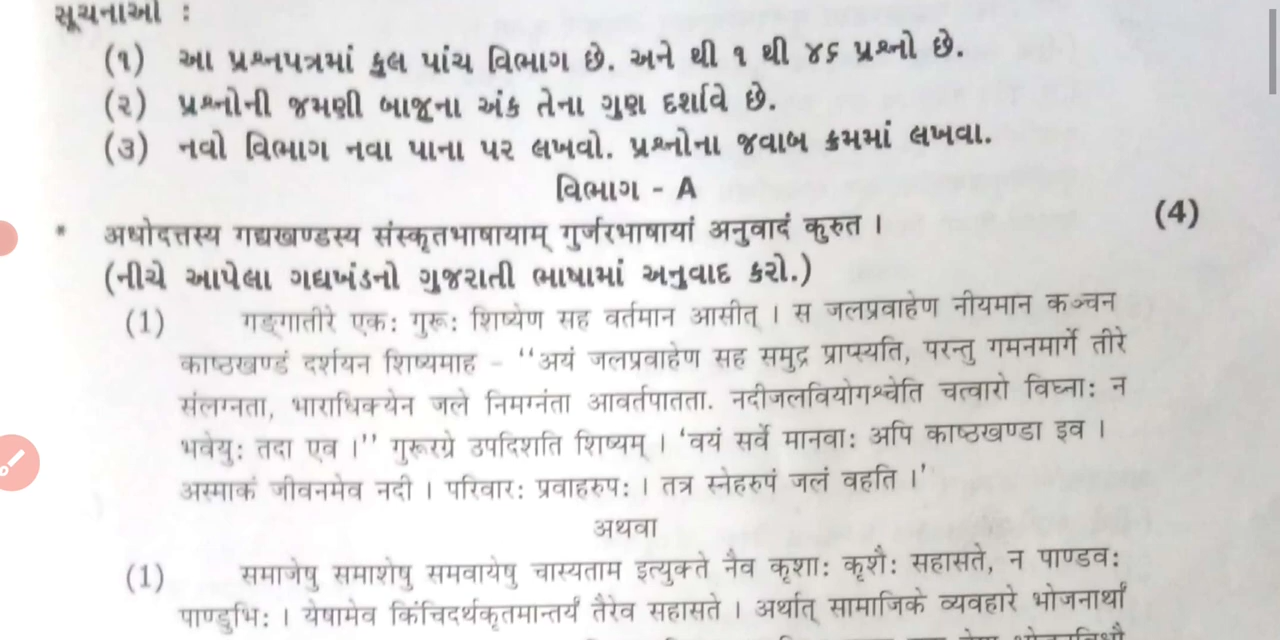 સૂચનાઓ :
(૧) આ પ્રશ્નપત્રમાં કુલ પાંચ વિભાગ છે. અને થી ૧ થી ૪૬ પ્રશ્નો છે.
(૨) પ્રશ્નોની જમણી બાજૂના અંક તેના ગુણ દર્શાવે છે.
(૩) નવો વિભાગ નવા પાના પર લખવો. પ્રશ્નોના જવાબ ક્રમમાં લખવા.
વિભાગ - A
* अधोदत्तस्य गद्यखण्डस्य संस्कृतभाषायाम् गुर्जरभाषायां अनुवादं कुरुत । (4)
(નીચે આપેલા ગદ્યખંડનો ગુજરાતી ભાષામાં અનુવાદ કરો.)
(1) गङ्गातीरे एकः गुरूः शिष्येण सह वर्तमान आसीत् । स जलप्रवाहेण नीयमान कञ्चन
काष्ठखण्डं दर्शयन शिष्यमाह - ‘‘अयं जलप्रवाहेण सह समुद्र प्राप्स्यति, परन्तु गमनमार्गे तीरे
संलग्नता, भाराधिक्येन जले निमग्नंता आवर्तपातता. नदीजलवियोगश्चेति चत्वारो विघ्नाः न
भवेयुः तदा एव ।’’ गुरूरग्रे उपदिशति शिष्यम् । ‘वयं सर्वे मानवाः अपि काष्ठखण्डा इव ।
अस्माकं जीवनमेव नदी । परिवारः प्रवाहरुपः । तत्र स्नेहरुपं जलं वहति ।’
अथवा
(1) समाजेषु समाशेषु समवायेषु चास्यताम इत्युक्ते नैव कृशाः कृशैः सहासते, न पाण्डवः
पाण्डुभिः । येषामेव किंचिदर्थकृतमान्तर्यं तैरेव सहासते । अर्थात् सामाजिके व्यवहारे भोजनार्थां